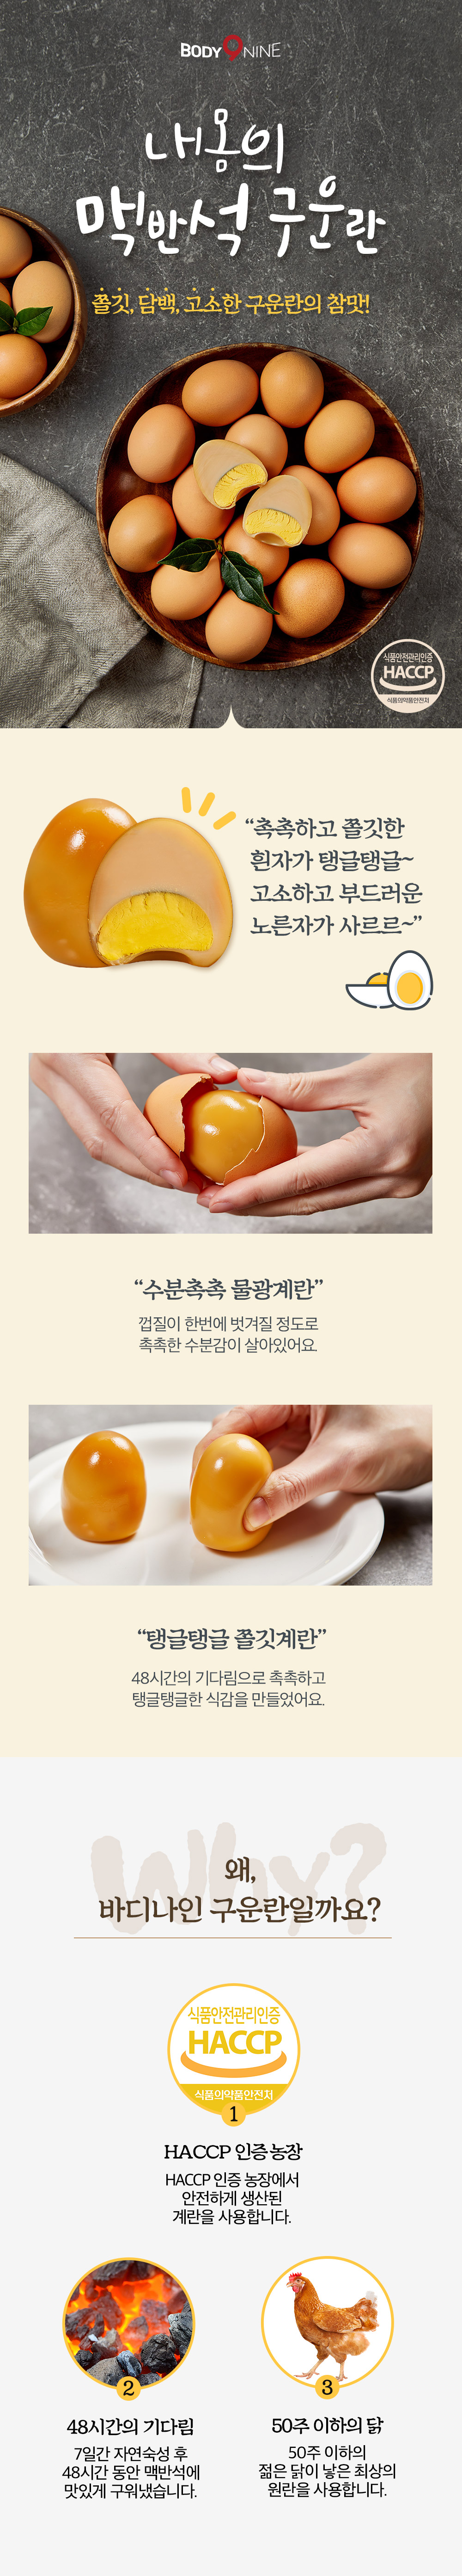 BODY 9 NINE
내몸의
맥반석 구운란
쫄깃, 담백, 고소한 구운란의 참맛!
식품안전관리인증
HACCP
식품의약품안전처
“촉촉하고 쫄깃한
흰자가 탱글탱글~
고소하고 부드러운
노른자가 사르르~”
“수분촉촉 물광계란”
껍질이 한번에 벗겨질 정도로
촉촉한 수분감이 살아있어요.
“탱글탱글 쫄깃계란”
48시간의 기다림으로 촉촉하고
탱글탱글한 식감을 만들었어요.
Why?
왜,
바디나인 구운란일까요?
식품안전관리인증
HACCP
식품의약품안전처
1
HACCP 인증농장
HACCP 인증 농장에서
안전하게 생산된
계란을 사용합니다.
2
48시간의 기다림
7일간 자연숙성 후
48시간 동안 맥반석에
맛있게 구워냈습니다.
3
50주 이하의 닭
50주 이하의
젊은 닭이 낳은 최상의
원란을 사용합니다.